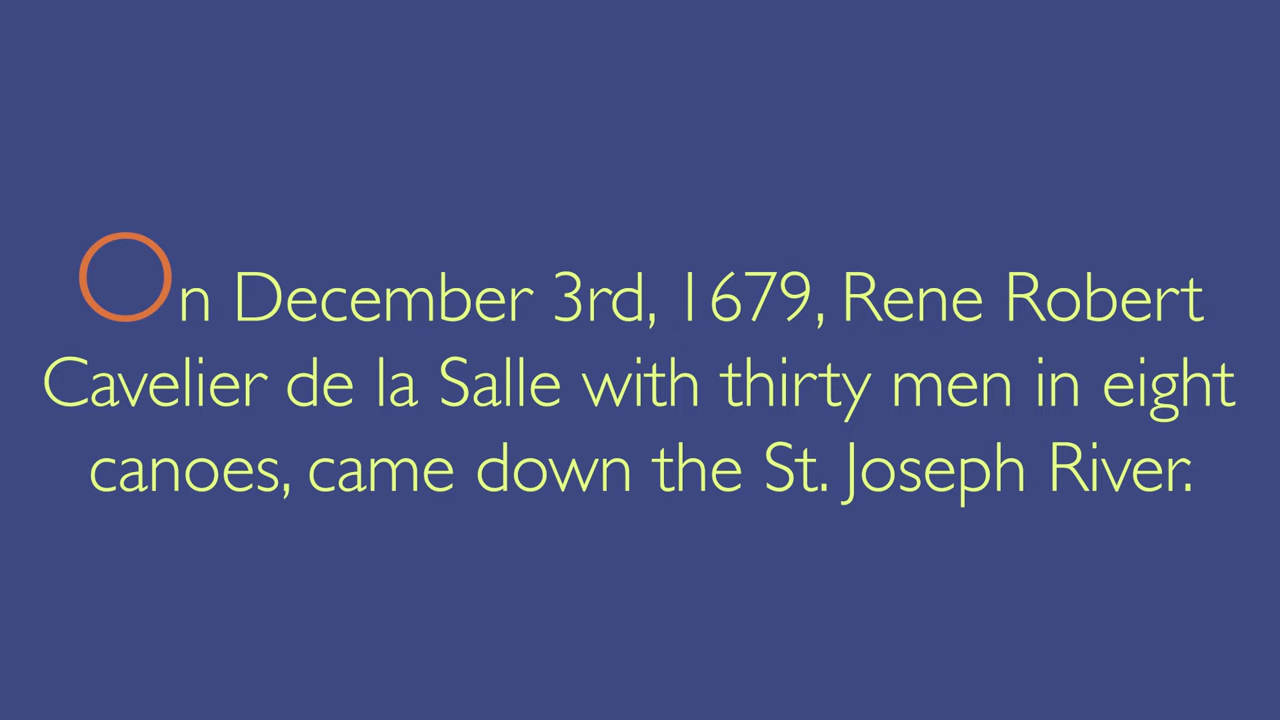 On December 3rd, 1679, Rene Robert
Cavelier de la Salle with thirty men in eight
canoes, came down the St. Joseph River.